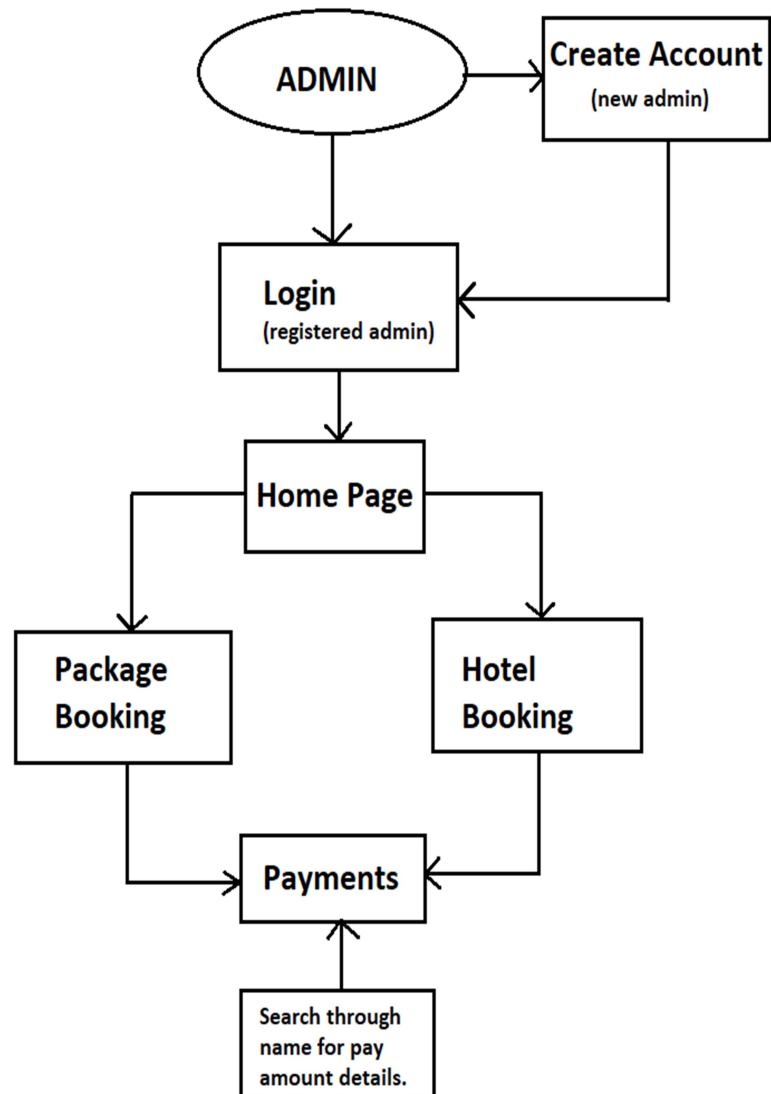 ADMIN
Create Account
(new admin)
Login
(registered admin)
Home Page
Package
Booking
Hotel
Booking
Payments
Search through
name for pay
amount details.